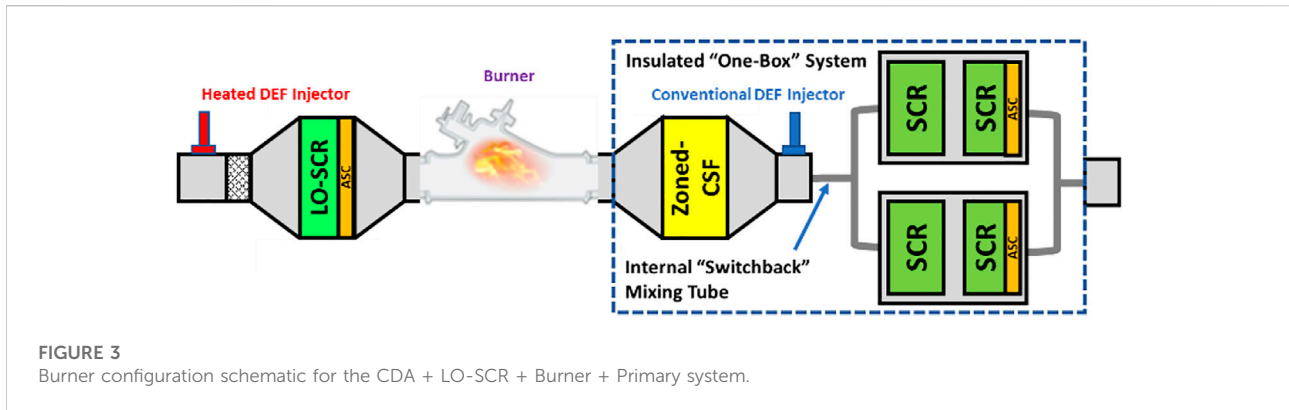 Heated DEF Injector
LO-SCR
ASC
Burner
Insulated "One-Box" System
Conventional DEF Injector
Zoned-
CSF
Internal "Switchback"
Mixing Tube
SCR
SCR
ASC
SCR
SCR
ASC
FIGURE 3
Burner configuration schematic for the CDA + LO-SCR + Burner + Primary system.